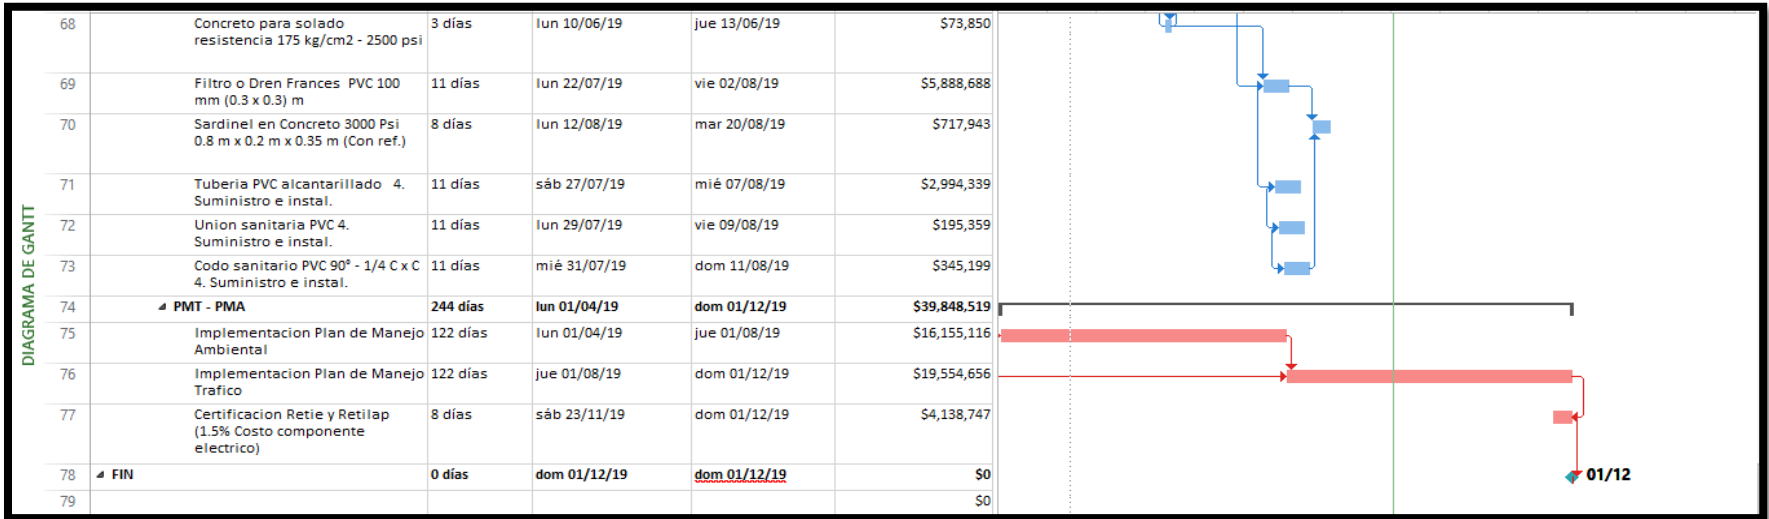 DIAGRAMA DE GANTT
68 Concreto para solado 3 días lun 10/06/19 jue 13/06/19 $73,850
resistencia 175 kg/cm2 - 2500 psi
69 Filtro o Dren Frances PVC 100 11 días lun 22/07/19 vie 02/08/19 $5,888,688
mm (0.3 x 0.3) m
70 Sardinel en Concreto 3000 Psi 8 días lun 12/08/19 mar 20/08/19 $717,943
0.8 m x 0.2 m x 0.35 m (Con ref.)
71 Tuberia PVC alcantarillado 4. 11 días sáb 27/07/19 mié 07/08/19 $2,994,339
Suministro e instal.
72 Union sanitaria PVC 4. 11 días lun 29/07/19 vie 09/08/19 $195,359
Suministro e instal.
73 Codo sanitario PVC 90° - 1/4 C x C 11 días mié 31/07/19 dom 11/08/19 $345,199
4. Suministro e instal.
74 PMT - PMA 244 días lun 01/04/19 dom 01/12/19 $39,848,519
75 Implementacion Plan de Manejo 122 días lun 01/04/19 jue 01/08/19 $16,155,116
Ambiental
76 Implementacion Plan de Manejo 122 días jue 01/08/19 dom 01/12/19 $19,554,656
Trafico
77 Certificacion Retie y Retilap 8 días sáb 23/11/19 dom 01/12/19 $4,138,747
(1.5% Costo componente
electrico)
78 FIN 0 días dom 01/12/19 dom 01/12/19 $0 01/12
79 $0